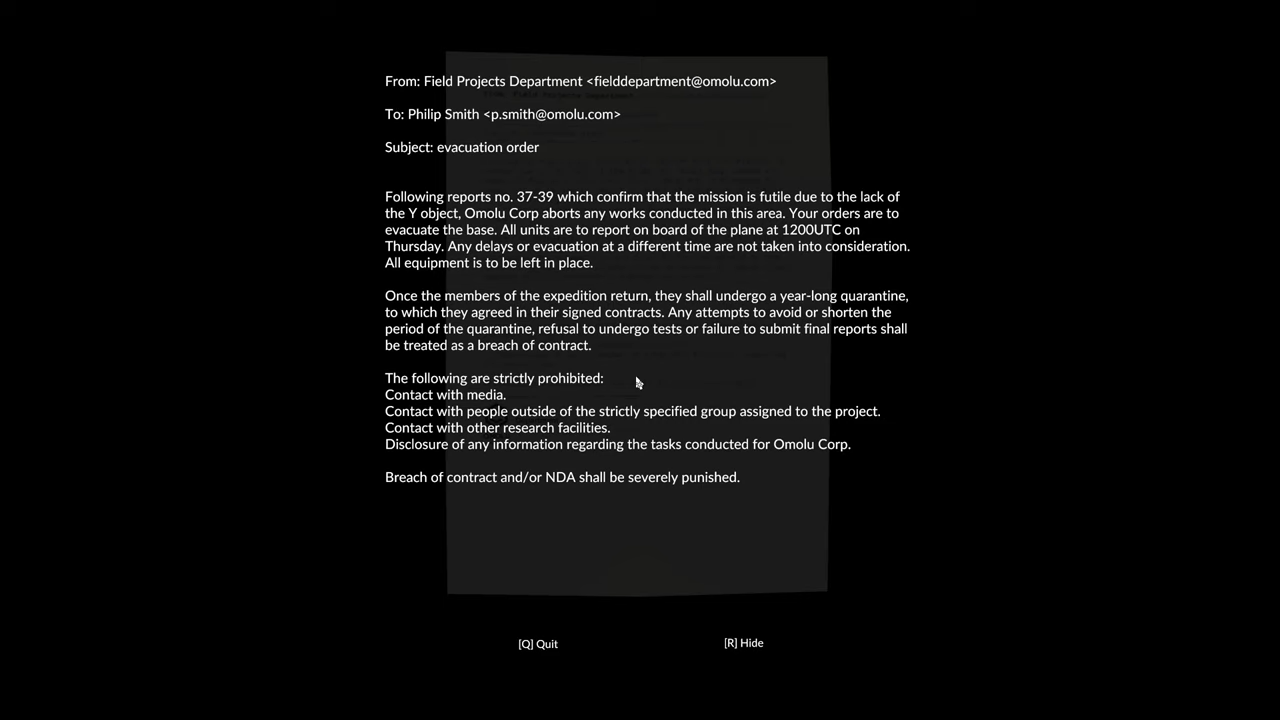 From: Field Projects Department <fielddepartment@omolu.com>
To: Philip Smith <p.smith@omolu.com>
Subject: evacuation order
Following reports no. 37-39 which confirm that the mission is futile due to the lack of
the Y object, Omolu Corp aborts any works conducted in this area. Your orders are to
evacuate the base. All units are to report on board of the plane at 1200UTC on
Thursday. Any delays or evacuation at a different time are not taken into consideration.
All equipment is to be left in place.
Once the members of the expedition return, they shall undergo a year-long quarantine,
to which they agreed in their signed contracts. Any attempts to avoid or shorten the
period of the quarantine, refusal to undergo tests or failure to submit final reports shall
be treated as a breach of contract.
The following are strictly prohibited:
Contact with media.
Contact with people outside of the strictly specified group assigned to the project.
Contact with other research facilities.
Disclosure of any information regarding the tasks conducted for Omolu Corp.
Breach of contract and/or NDA shall be severely punished.
[Q] Quit
[R] Hide